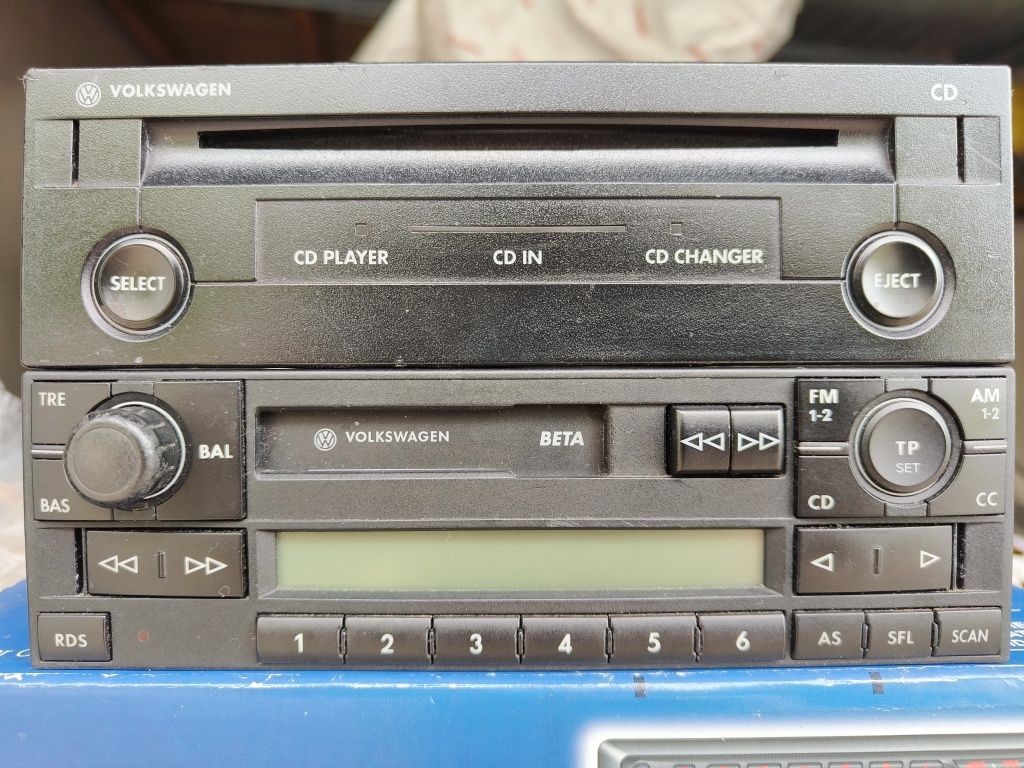 VOLKSWAGEN CD
CD PLAYER CD IN CD CHANGER
SELECT EJECT
TRE FM 1-2 AM 1-2
VOLKSWAGEN BETA
BAL TP SET
BAS CD CC
RDS 1 2 3 4 5 6 AS SFL SCAN